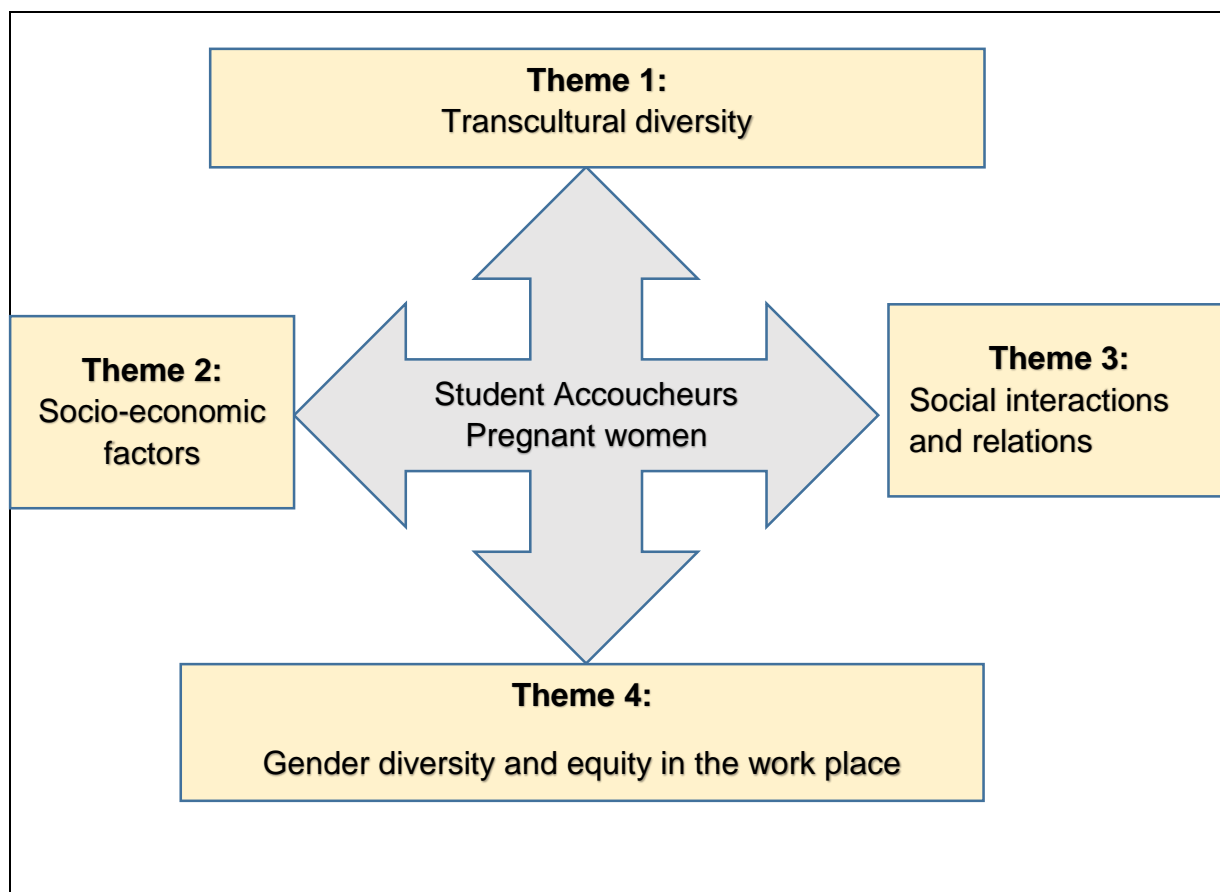 Theme 1:
Transcultural diversity
Theme 2:
Socio-economic
factors
Student Accoucheurs
Pregnant women
Theme 3:
Social interactions
and relations
Theme 4:
Gender diversity and equity in the work place